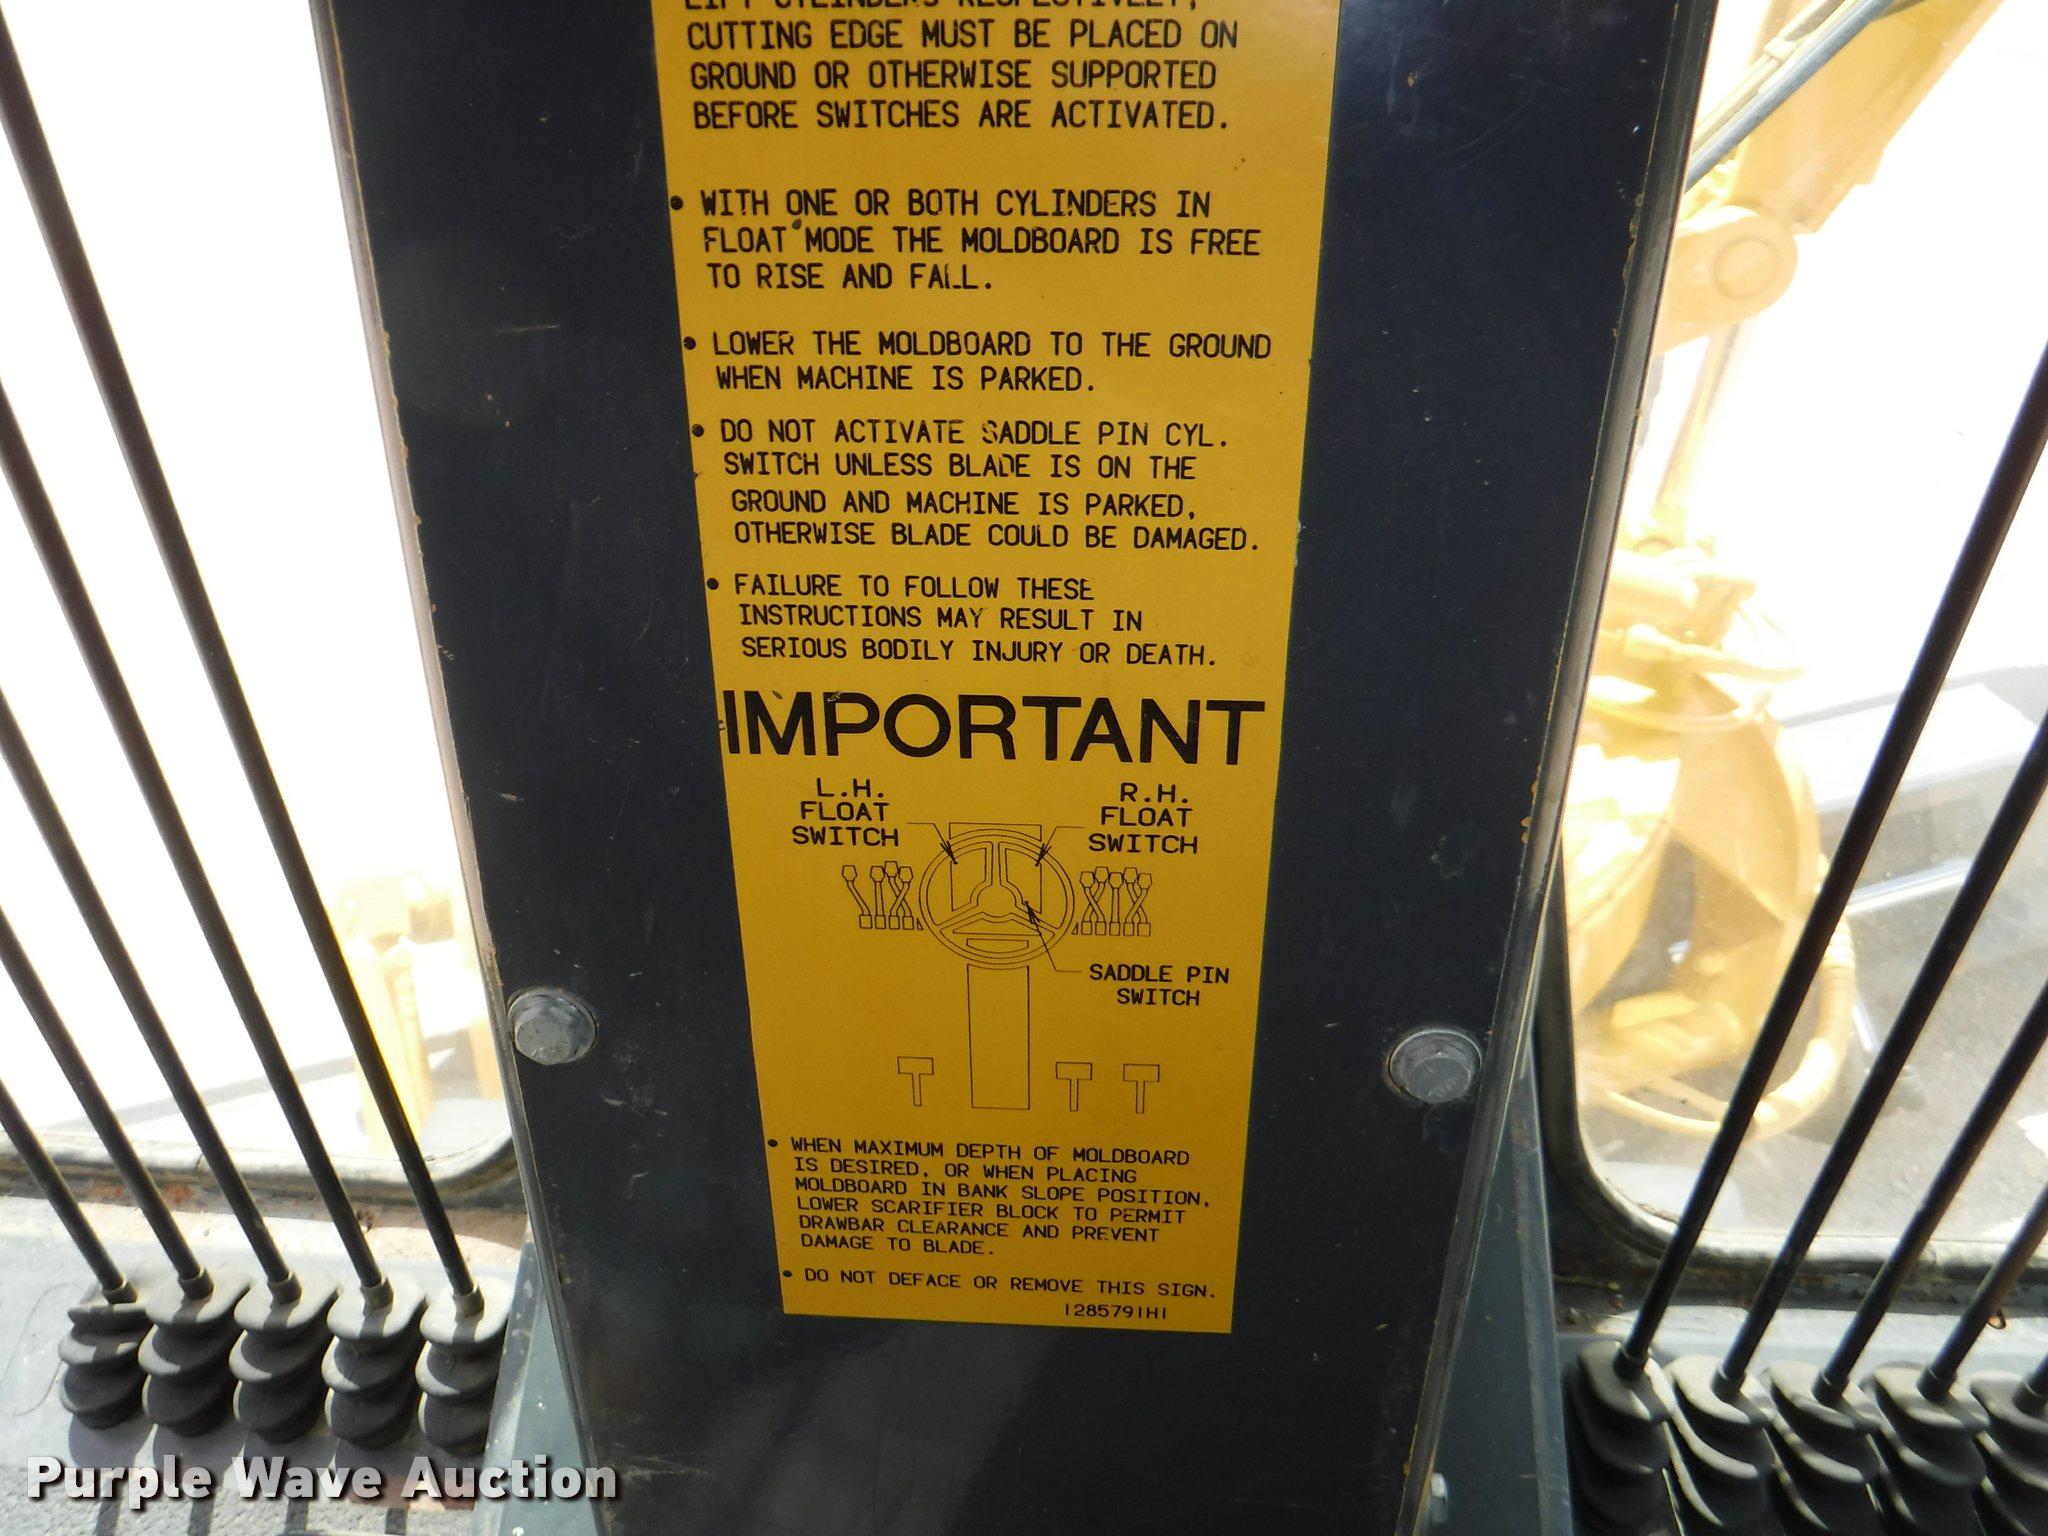 LIFT CYLINDERS RESPECTIVELY,
CUTTING EDGE MUST BE PLACED ON
GROUND OR OTHERWISE SUPPORTED
BEFORE SWITCHES ARE ACTIVATED.
• WITH ONE OR BOTH CYLINDERS IN
FLOAT MODE THE MOLDBOARD IS FREE
TO RISE AND FALL.
• LOWER THE MOLDBOARD TO THE GROUND
WHEN MACHINE IS PARKED.
• DO NOT ACTIVATE SADDLE PIN CYL.
SWITCH UNLESS BLADE IS ON THE
GROUND AND MACHINE IS PARKED,
OTHERWISE BLADE COULD BE DAMAGED.
• FAILURE TO FOLLOW THESE
INSTRUCTIONS MAY RESULT IN
SERIOUS BODILY INJURY OR DEATH.
IMPORTANT
L.H.
FLOAT
SWITCH
R.H.
FLOAT
SWITCH
SADDLE PIN
SWITCH
• WHEN MAXIMUM DEPTH OF MOLDBOARD
IS DESIRED, OR WHEN PLACING
MOLDBOARD IN BANK SLOPE POSITION,
LOWER SCARIFIER BLOCK TO PERMIT
DRAWBAR CLEARANCE AND PREVENT
DAMAGE TO BLADE.
• DO NOT DEFACE OR REMOVE THIS SIGN.
1285791H1
Purple Wave Auction